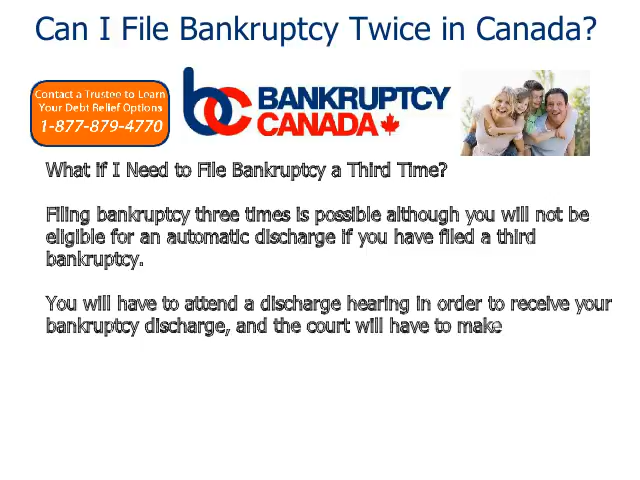 Can I File Bankruptcy Twice in Canada?
Contact a Trustee to Learn
Your Debt Relief Options
1-877-879-4770
bc BANKRUPTCY
CANADA
What if I Need to File Bankruptcy a Third Time?
Filing bankruptcy three times is possible although you will not be
eligible for an automatic discharge if you have filed a third
bankruptcy.
You will have to attend a discharge hearing in order to receive your
bankruptcy discharge, and the court will have to make